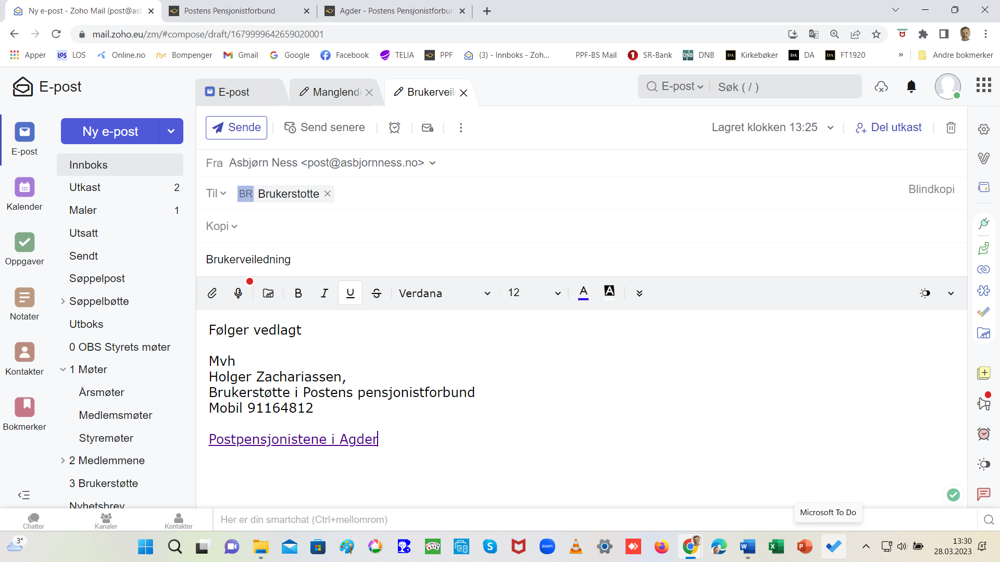 Ny e-post - Zoho Mail (post@asb
Postens Pensjonistforbund
Agder - Postens Pensjonistforbun
mail.zoho.eu/zm/#compose/draft/1679999642659020001
Apper
LOS
Online.no
flyt Bompenger
Gmail
Google
Facebook
TELIA
PPF
(3) - Innboks - Zoh...
PPF-BS Mail
SR-Bank
DNB
Kirkebøker
DA
FT1920
»
Andre bokmerker
E-post
E-post
Manglende
Brukerveil
E-post
Søk ( / )
Ny e-post
Sende
Send senere
Lagret klokken 13:25
Del utkast
E-post
Kalender
Oppgaver
Notater
Kontakter
Bokmerker
Innboks
Utkast 2
Maler 1
Utsatt
Sendt
Søppelpost
Søppelbøtte
Utboks
0 OBS Styrets møter
1 Møter
Årsmøter
Medlemsmøter
Styremøter
2 Medlemmene
3 Brukerstøtte
Nyhetsbrev
Fra Asbjørn Ness <post@asbjornness.no>
Til BR Brukerstotte
Blindkopi
Kopi
Brukerveiledning
B I U S Verdana 12 A A
Følger vedlagt
Mvh
Holger Zachariassen,
Brukerstøtte i Postens pensjonistforbund
Mobil 91164812
Postpensjonistene i Agder
Microsoft To Do
Chatter
Kanaler
Kontakter
Her er din smartchat (Ctrl+mellomrom)
3°
zoom
13:30
28.03.2023